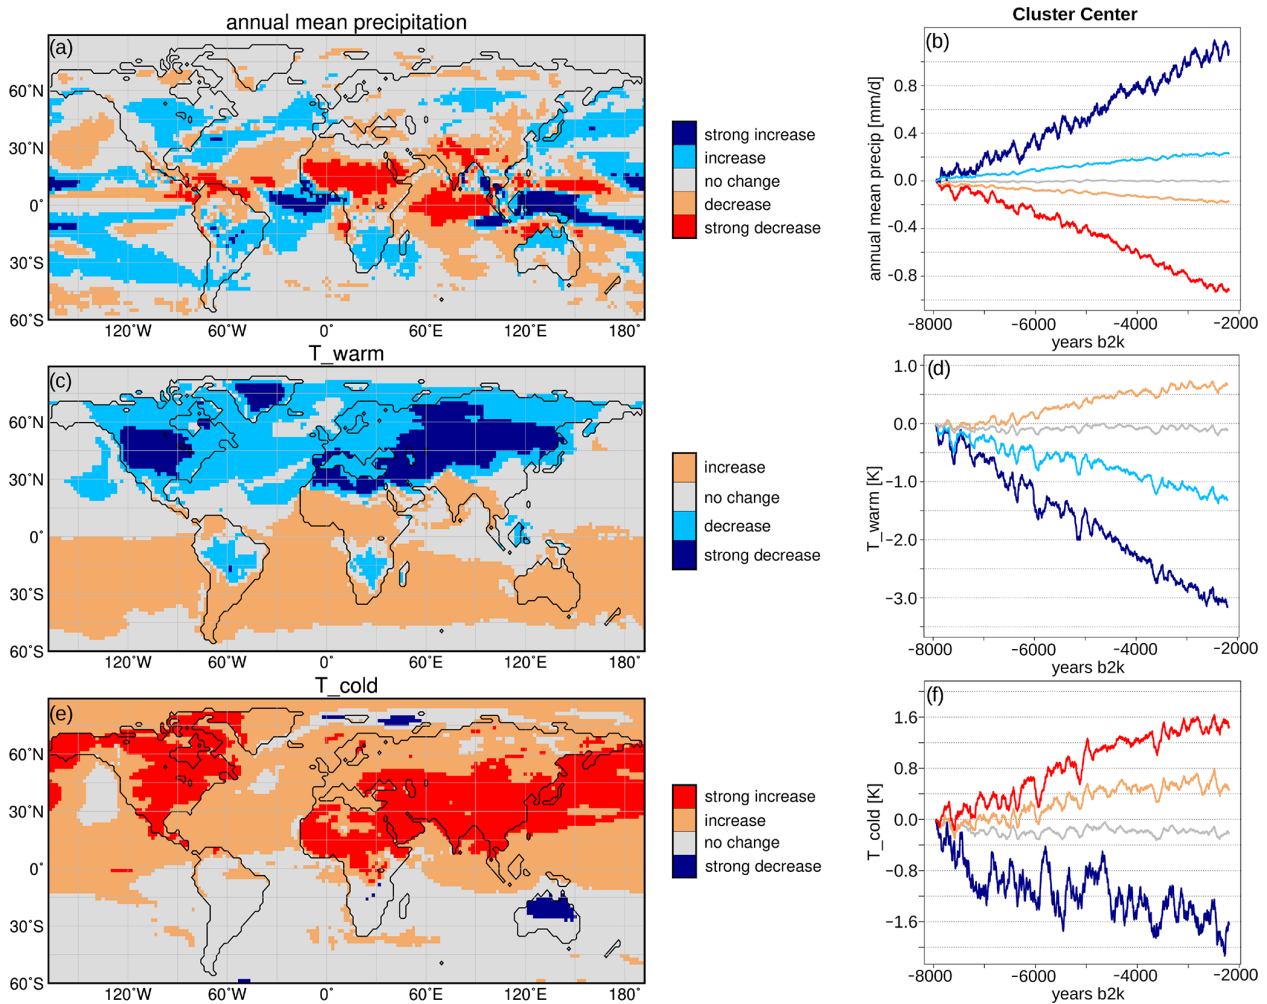 annual mean precipitation
(a)
60°N
30°N
0°
30°S
60°S
120°W 60°W 0° 60°E 120°E 180°
strong increase
increase
no change
decrease
strong decrease
Cluster Center
(b)
annual mean precip [mm/d]
0.8
0.4
0.0
−0.4
−0.8
−8000 −6000 −4000 −2000
years b2k
T_warm
(c)
60°N
30°N
0°
30°S
60°S
120°W 60°W 0° 60°E 120°E 180°
increase
no change
decrease
strong decrease
(d)
T_warm [K]
1.0
0.0
−1.0
−2.0
−3.0
−8000 −6000 −4000 −2000
years b2k
T_cold
(e)
60°N
30°N
0°
30°S
60°S
120°W 60°W 0° 60°E 120°E 180°
strong increase
increase
no change
strong decrease
(f)
T_cold [K]
1.6
0.8
0.0
−0.8
−1.6
−8000 −6000 −4000 −2000
years b2k